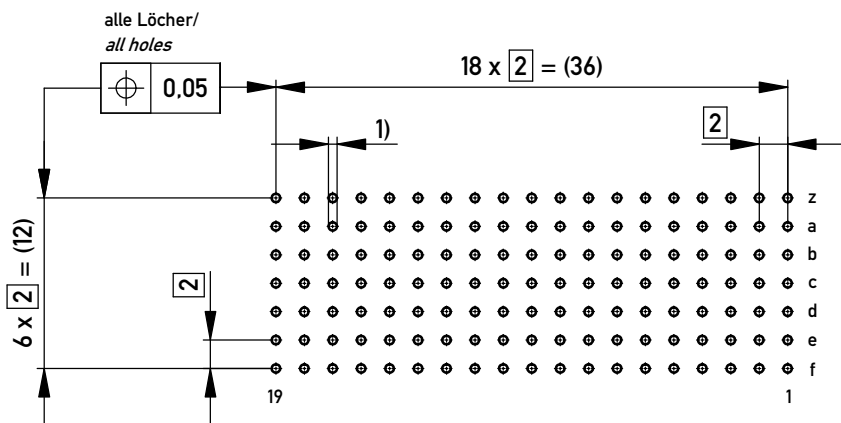 alle Löcher/
all holes
0,05
18 x 2 = (36)
1)
2
z
a
b
c
d
e
f
6 x 2 = (12)
2
19
1